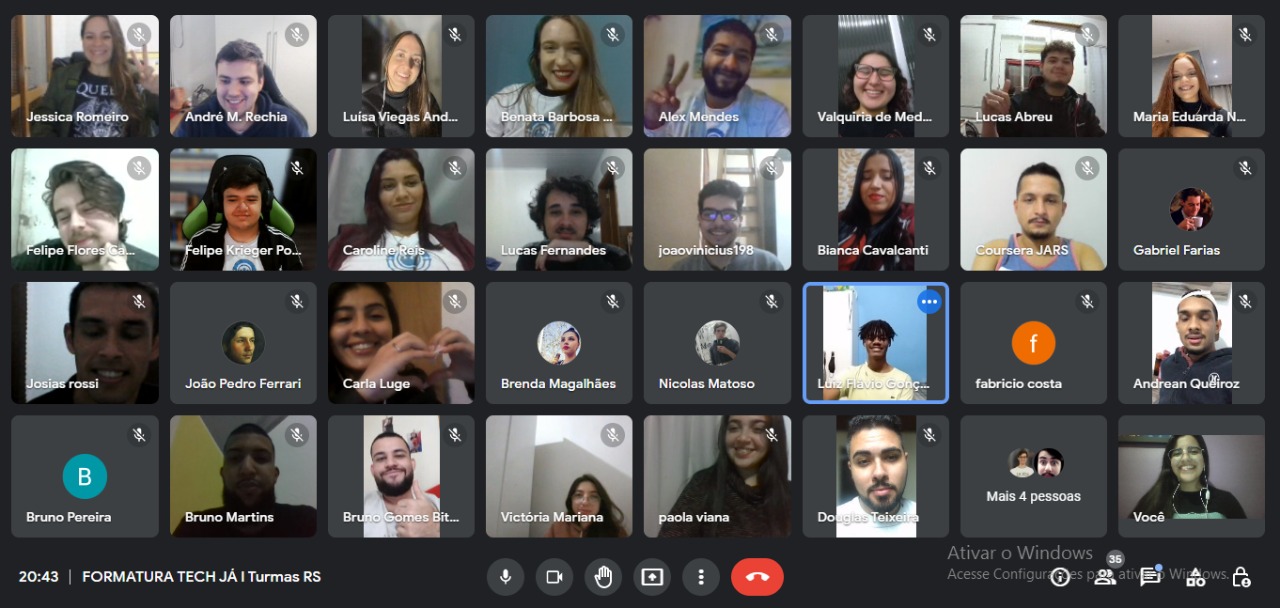 QUEE
Jessica Romeiro
André M. Rechia
Luísa Viegas And...
Benata Barbosa ...
Alex Mendes
Valquiria de Med...
Lucas Abreu
Maria Eduarda N...
Felipe Flores Ca...
Felipe Krieger Po...
Caroline Reis
Lucas Fernandes
joaovinicius198
Bianca Cavalcanti
Coursera JARS
Gabriel Farias
Josias rossi
João Pedro Ferrari
Carla Luge
Brenda Magalhães
Nicolas Matoso
Luiz Flávio Gonç...
f
fabricio costa
Andrean Queiroz
B
Bruno Pereira
Bruno Martins
Bruno Gomes Bit...
Victória Mariana
paola viana
Douglas Teixeira
Mais 4 pessoas
Você
20:43 | FORMATURA TECH JÁ I Turmas RS
35
Ativar o Windows
Acesse Configurações para ativar o Windows.